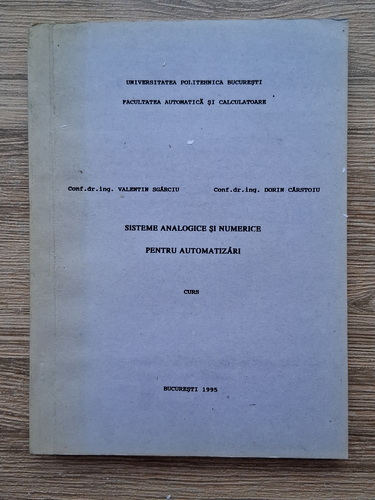 UNIVERSITATEA POLITEHNICA BUCUREŞTI
FACULTATEA AUTOMATICĂ ŞI CALCULATOARE
Conf.dr.ing. VALENTIN SGÂRCIU Conf.dr.ing. DORIN CÂRSTOIU
SISTEME ANALOGICE ŞI NUMERICE
PENTRU AUTOMATIZĂRI
CURS
BUCUREŞTI 1995